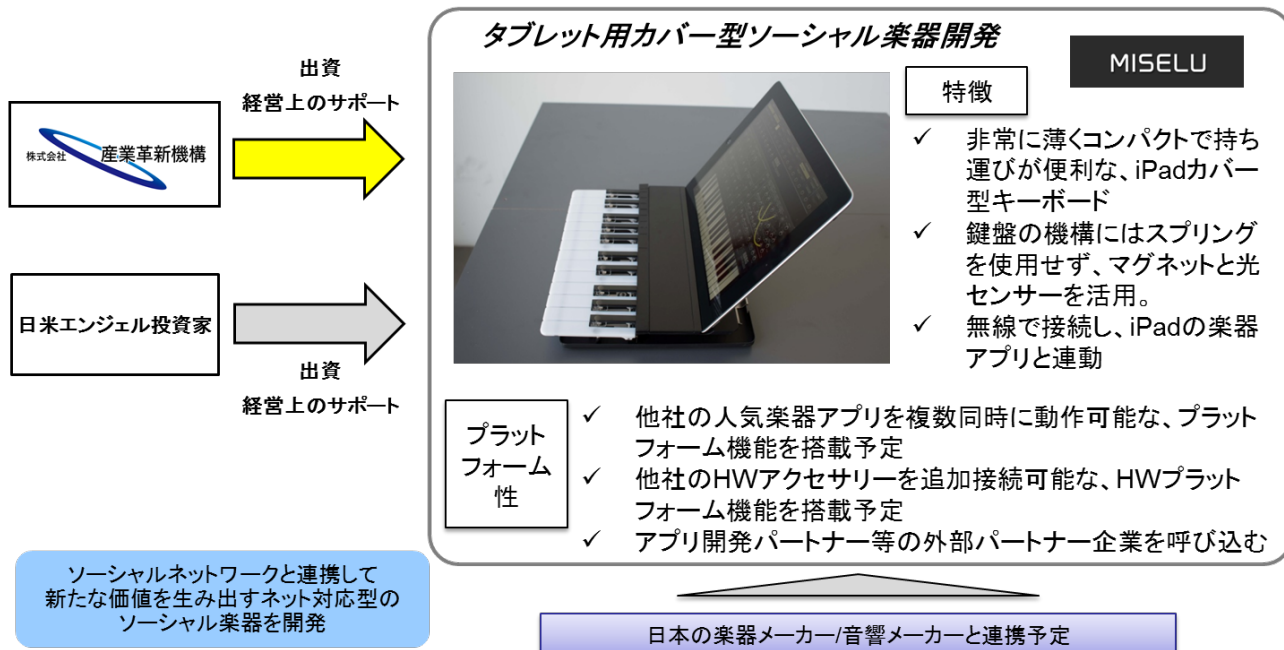 タブレット用カバー型ソーシャル楽器開発
MISELU
出資
経営上のサポート
株式会社 産業革新機構
日米エンジェル投資家
出資
経営上のサポート
特徴
✓ 非常に薄くコンパクトで持ち
運びが便利な、iPadカバー
型キーボード
✓ 鍵盤の機構にはスプリング
を使用せず、マグネットと光
センサーを活用。
✓ 無線で接続し、iPadの楽器
アプリと連動
プラット
フォーム
性
✓ 他社の人気楽器アプリを複数同時に動作可能な、プラット
フォーム機能を搭載予定
✓ 他社のHWアクセサリーを追加接続可能な、HWプラット
フォーム機能を搭載予定
✓ アプリ開発パートナー等の外部パートナー企業を呼び込む
ソーシャルネットワークと連携して
新たな価値を生み出すネット対応型の
ソーシャル楽器を開発
日本の楽器メーカー/音響メーカーと連携予定